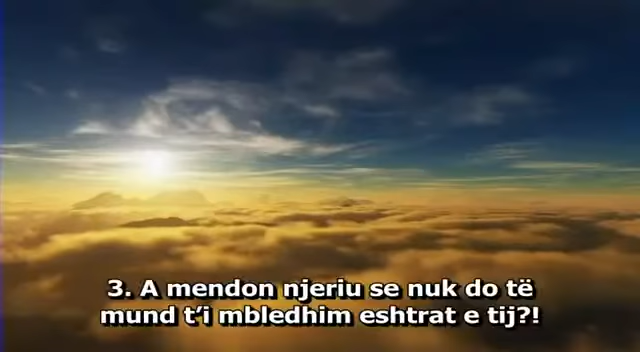 3. A mendon njeriu se nuk do të
mund t’i mbledhim eshtrat e tij?!